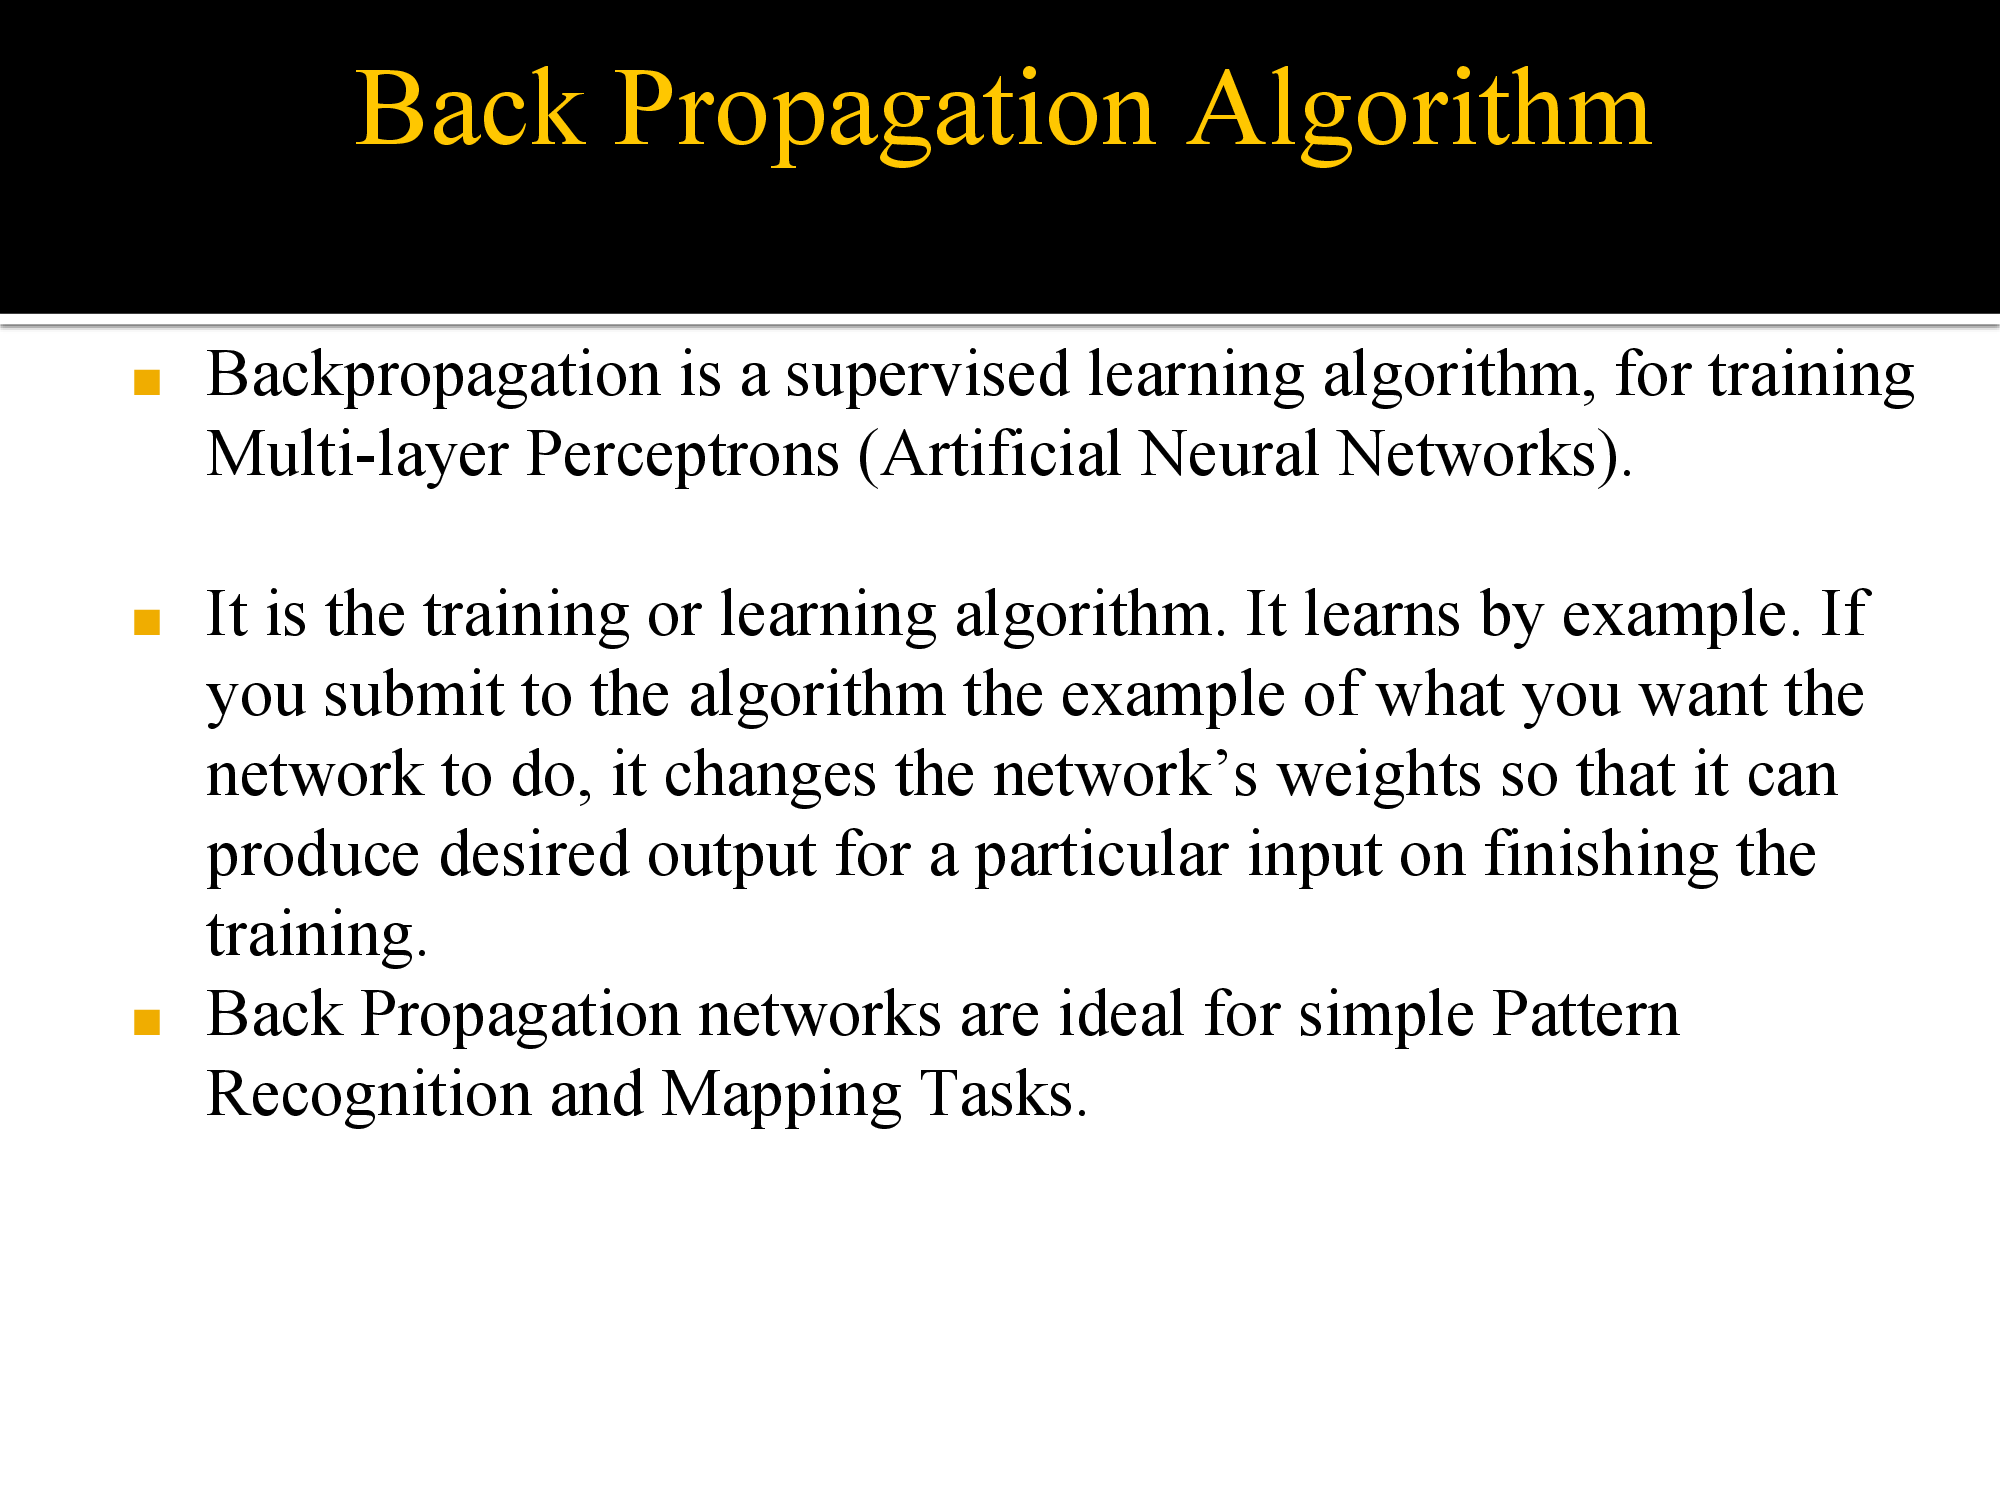 Back Propagation Algorithm
■ Backpropagation is a supervised learning algorithm, for training
Multi-layer Perceptrons (Artificial Neural Networks).
■ It is the training or learning algorithm. It learns by example. If
you submit to the algorithm the example of what you want the
network to do, it changes the network’s weights so that it can
produce desired output for a particular input on finishing the
training.
■ Back Propagation networks are ideal for simple Pattern
Recognition and Mapping Tasks.